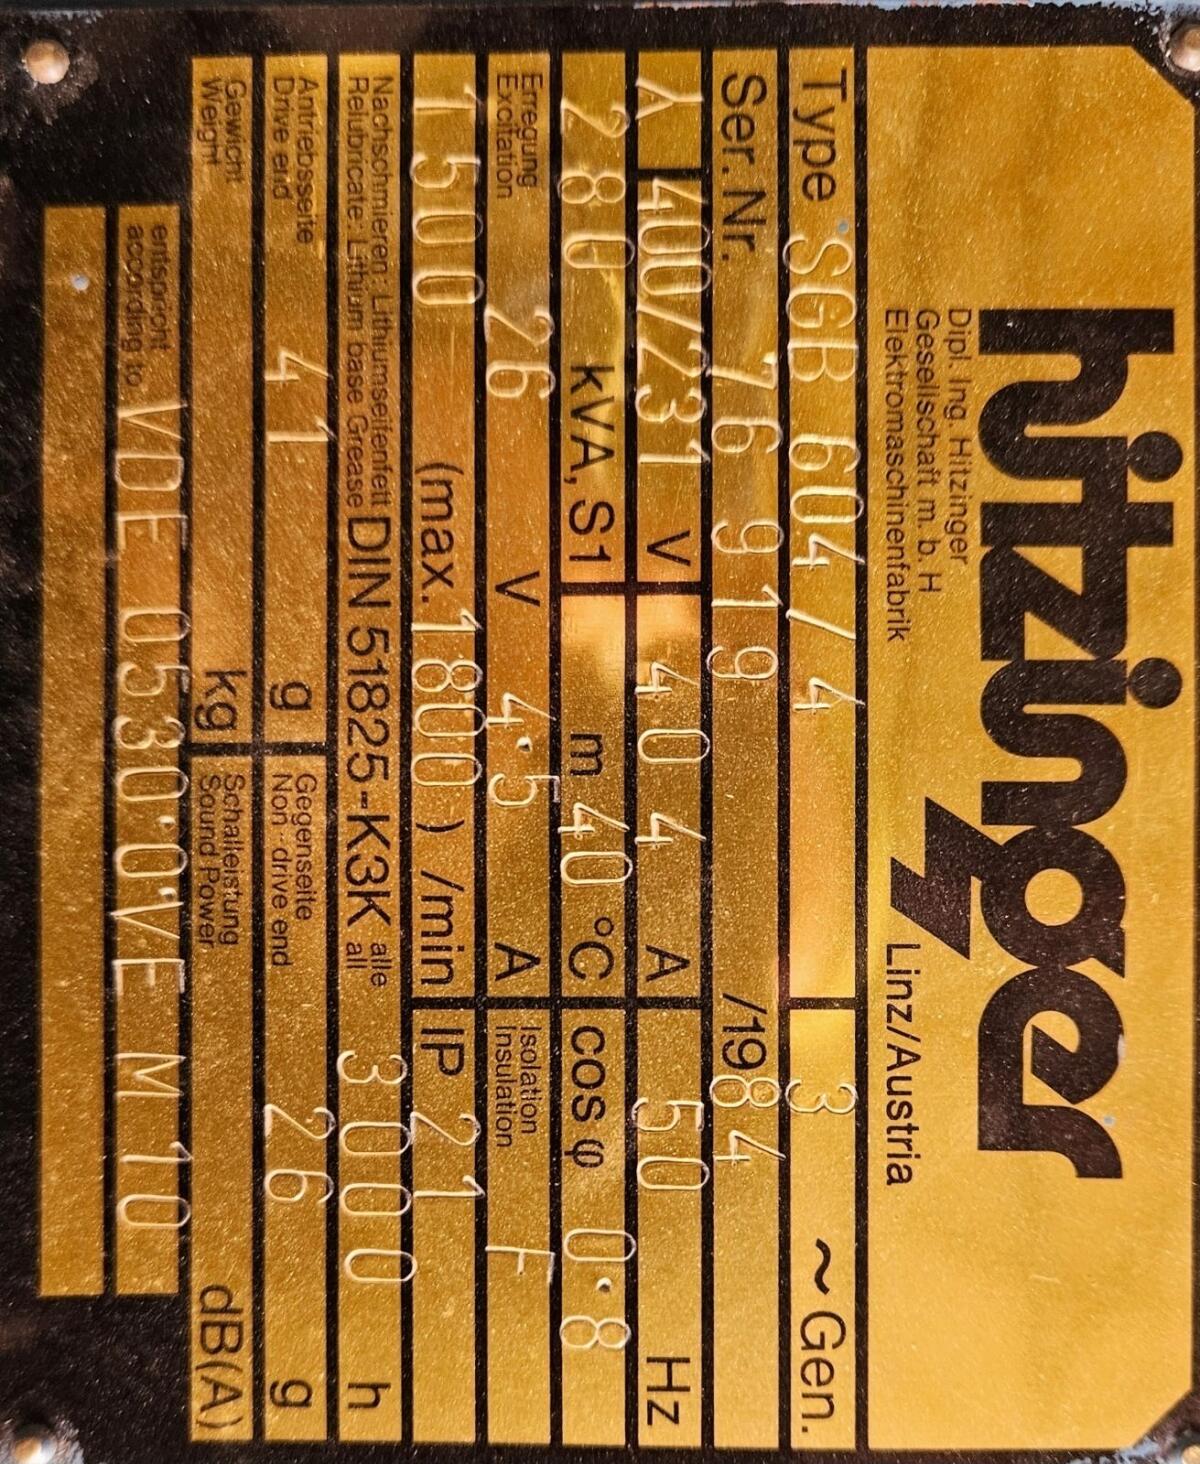 hitzinger
Dipl. Ing. Hitzinger
Gesellschaft m. b. H
Elektromaschinenfabrik Linz/Austria
Type SGB 604/4 3 ~ Gen.
Ser. Nr. 76 919 /1984
Y 400/231 V 404 A 50 Hz
280 kVA, S1 m 40 °C cos φ 0.8
Erregung
Excitation 26 V 4.5 A Isolation
Insulation F
1500 (max. 1800) /min IP 21
Nachschmieren: Lithiumseifenfett
Relubricate: Lithium base Grease DIN 51825-K3K alle
all 3000 h
Antriebsseite
Drive end 41 g Gegenseite
Non-drive end 26 g
Gewicht
Weight kg Schalleistung
Sound Power dB(A)
entspricht
according to VDE 0530·0VE M10